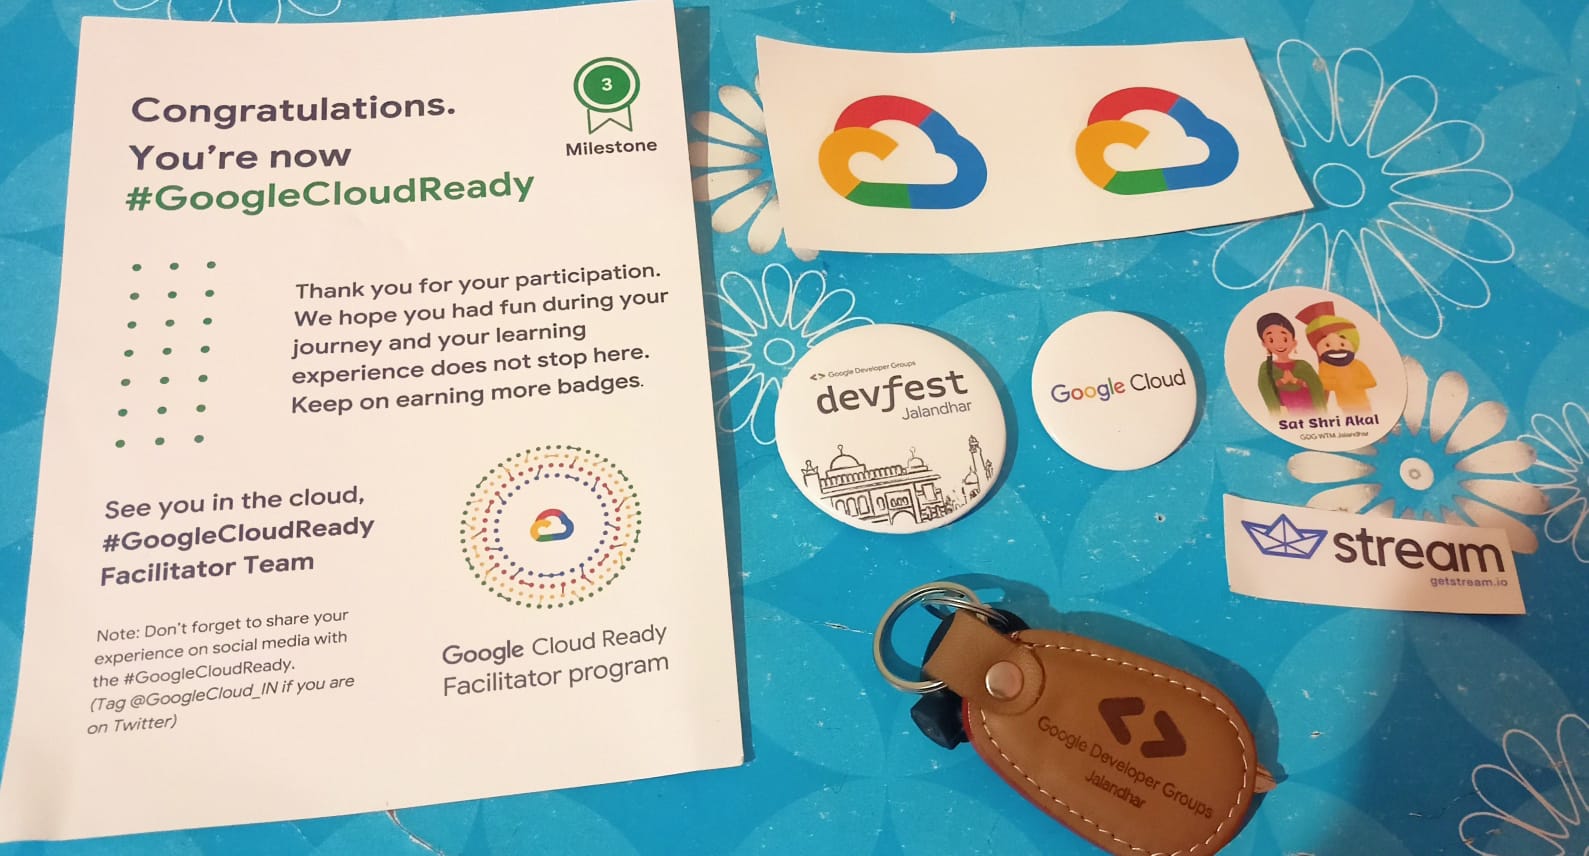 Congratulations.
You're now
#GoogleCloudReady
3
Milestone
Thank you for your participation.
We hope you had fun during your
journey and your learning
experience does not stop here.
Keep on earning more badges.
See you in the cloud,
#GoogleCloudReady
Facilitator Team
Note: Don't forget to share your
experience on social media with
the #GoogleCloudReady.
(Tag @GoogleCloud_IN if you are
on Twitter)
Google Cloud Ready
Facilitator program
<> Google Developer Groups
devfest
Jalandhar
Google Cloud
Sat Shri Akal
GDG WTM Jalandhar
stream
getstream.io
Google Developer Groups
Jalandhar